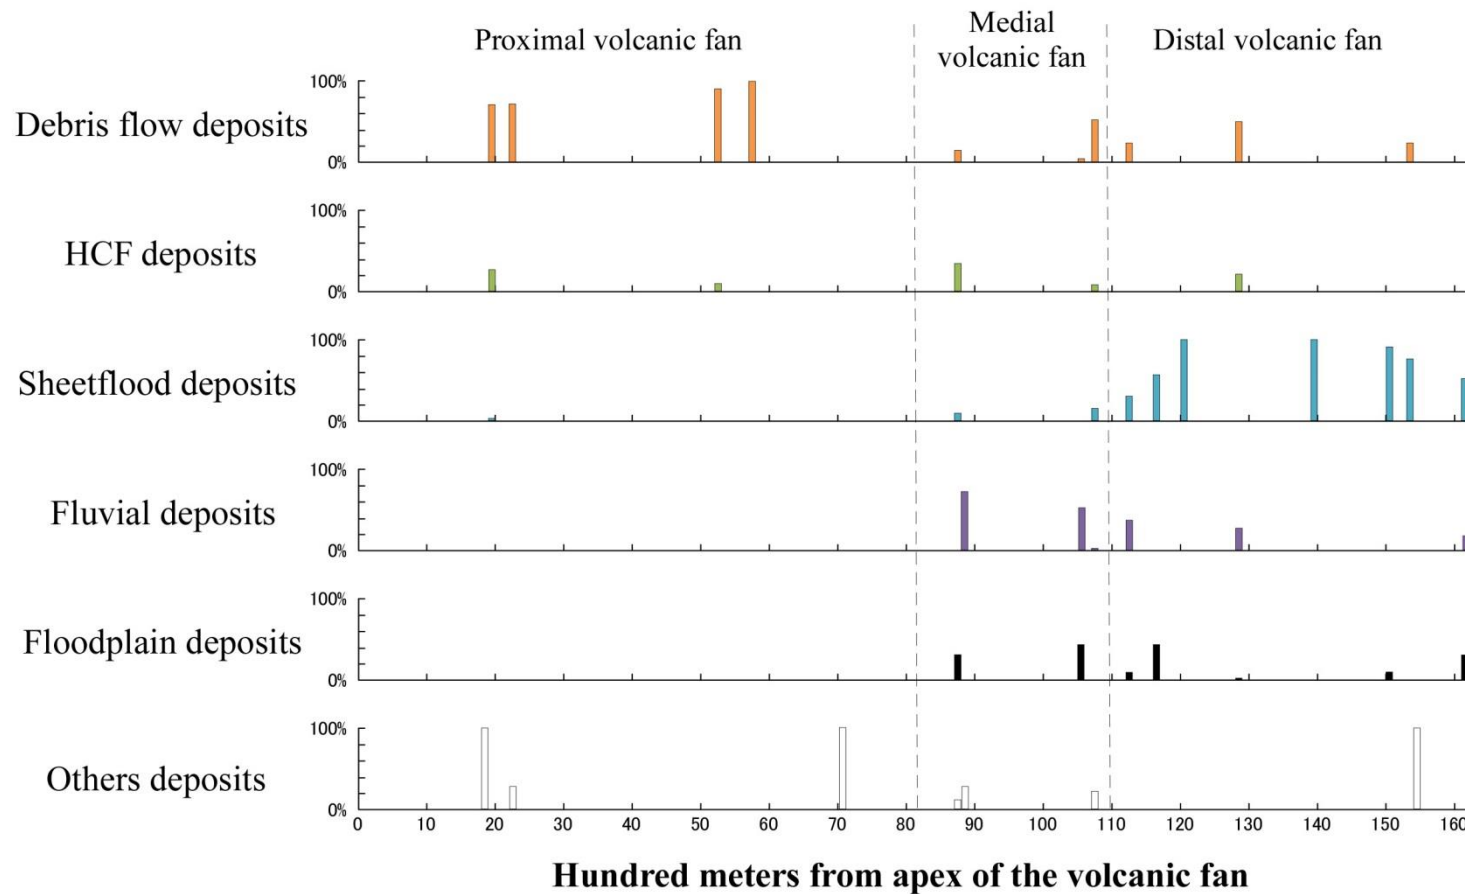 Proximal volcanic fan
Medial
volcanic fan
Distal volcanic fan
Debris flow deposits
100%
0%
HCF deposits
100%
0%
Sheetflood deposits
100%
0%
Fluvial deposits
100%
0%
Floodplain deposits
100%
0%
Others deposits
100%
0%
0 10 20 30 40 50 60 70 80 90 100 110 120 130 140 150 160
Hundred meters from apex of the volcanic fan